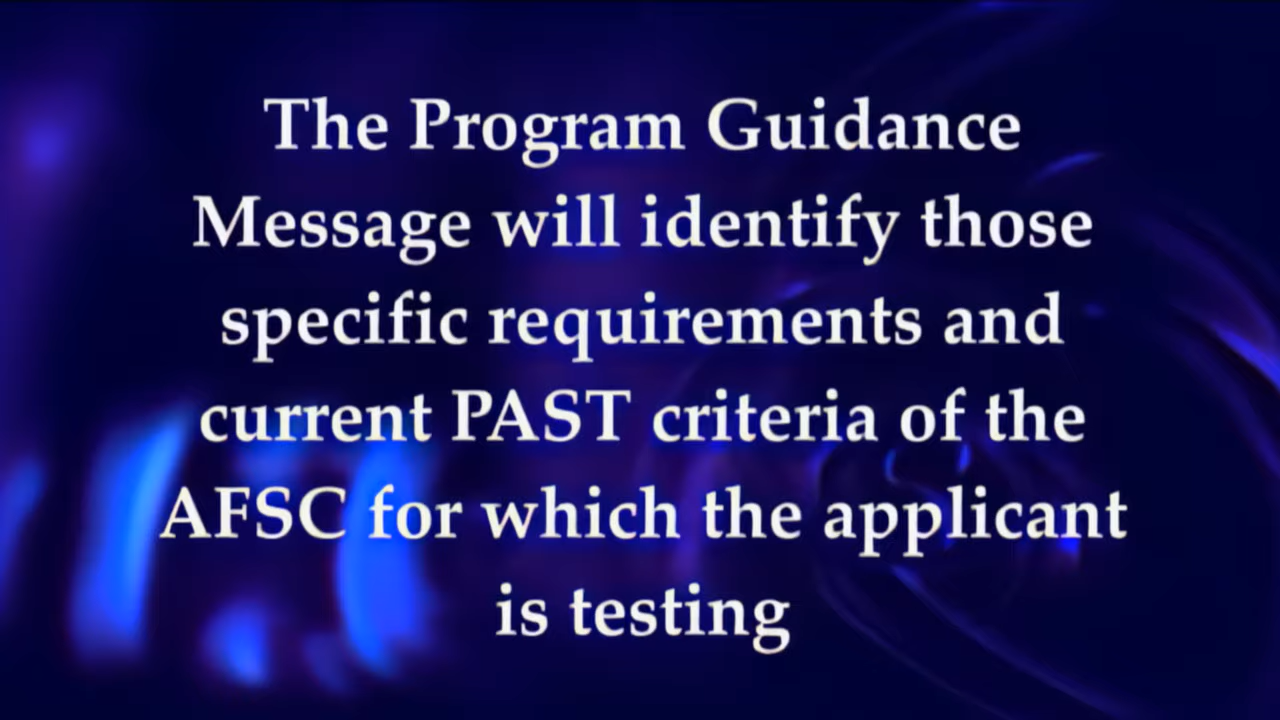 The Program Guidance
Message will identify those
specific requirements and
current PAST criteria of the
AFSC for which the applicant
is testing